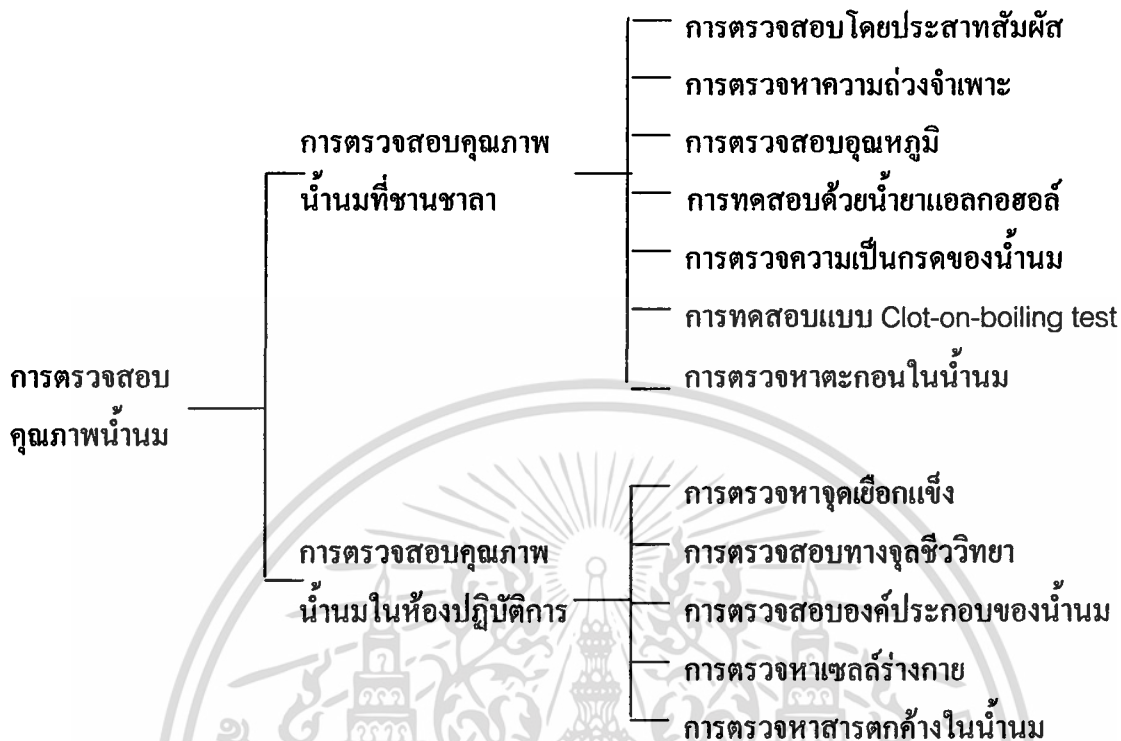 การตรวจสอบ
คุณภาพน้ำนม
การตรวจสอบคุณภาพ
น้ำนมที่ชานชาลา
การตรวจสอบโดยประสาทสัมผัส
การตรวจหาความถ่วงจำเพาะ
การตรวจสอบอุณหภูมิ
การทดสอบด้วยน้ำยาแอลกอฮอล์
การตรวจความเป็นกรดของน้ำนม
การทดสอบแบบ Clot-on-boiling test
การตรวจหาตะกอนในน้ำนม
การตรวจสอบคุณภาพ
น้ำนมในห้องปฏิบัติการ
การตรวจหาจุดเยือกแข็ง
การตรวจสอบทางจุลชีววิทยา
การตรวจสอบองค์ประกอบของน้ำนม
การตรวจหาเซลล์ร่างกาย
การตรวจหาสารตกค้างในน้ำนม